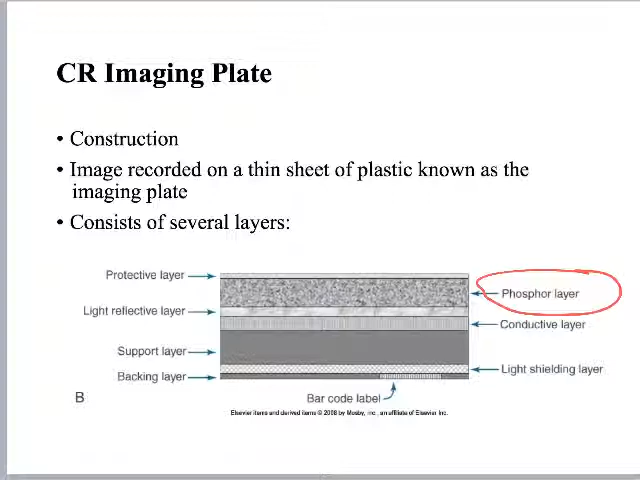 CR Imaging Plate
• Construction
• Image recorded on a thin sheet of plastic known as the
imaging plate
• Consists of several layers:
Protective layer
Phosphor layer
Light reflective layer
Conductive layer
Support layer
Light shielding layer
Backing layer
Bar code label
B
Elsevier items and derived items © 2008 by Mosby, Inc., an affiliate of Elsevier Inc.